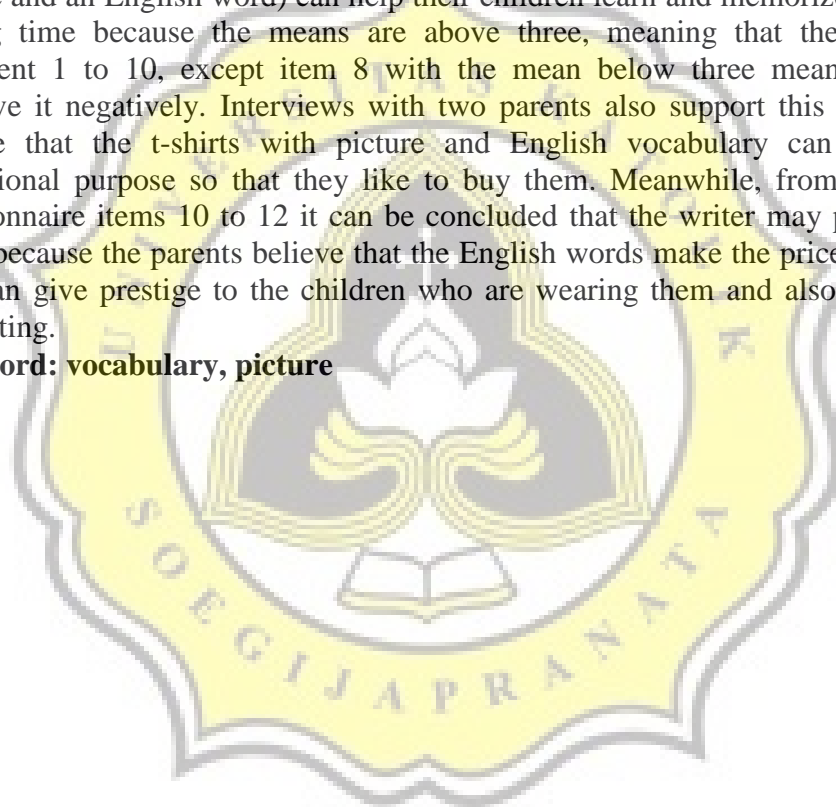 and an English word) can help their children learn and memorize
time because the means are above three, meaning that the
ent 1 to 10, except item 8 with the mean below three mean
ve it negatively. Interviews with two parents also support this
e that the t-shirts with picture and English vocabulary can
ional purpose so that they like to buy them. Meanwhile, from
onnaire items 10 to 12 it can be concluded that the writer may p
because the parents believe that the English words make the price
an give prestige to the children who are wearing them and also
ting.
ord: vocabulary, picture
UNIVERSITAS KATOLIK
SOEGIJAPRANATA